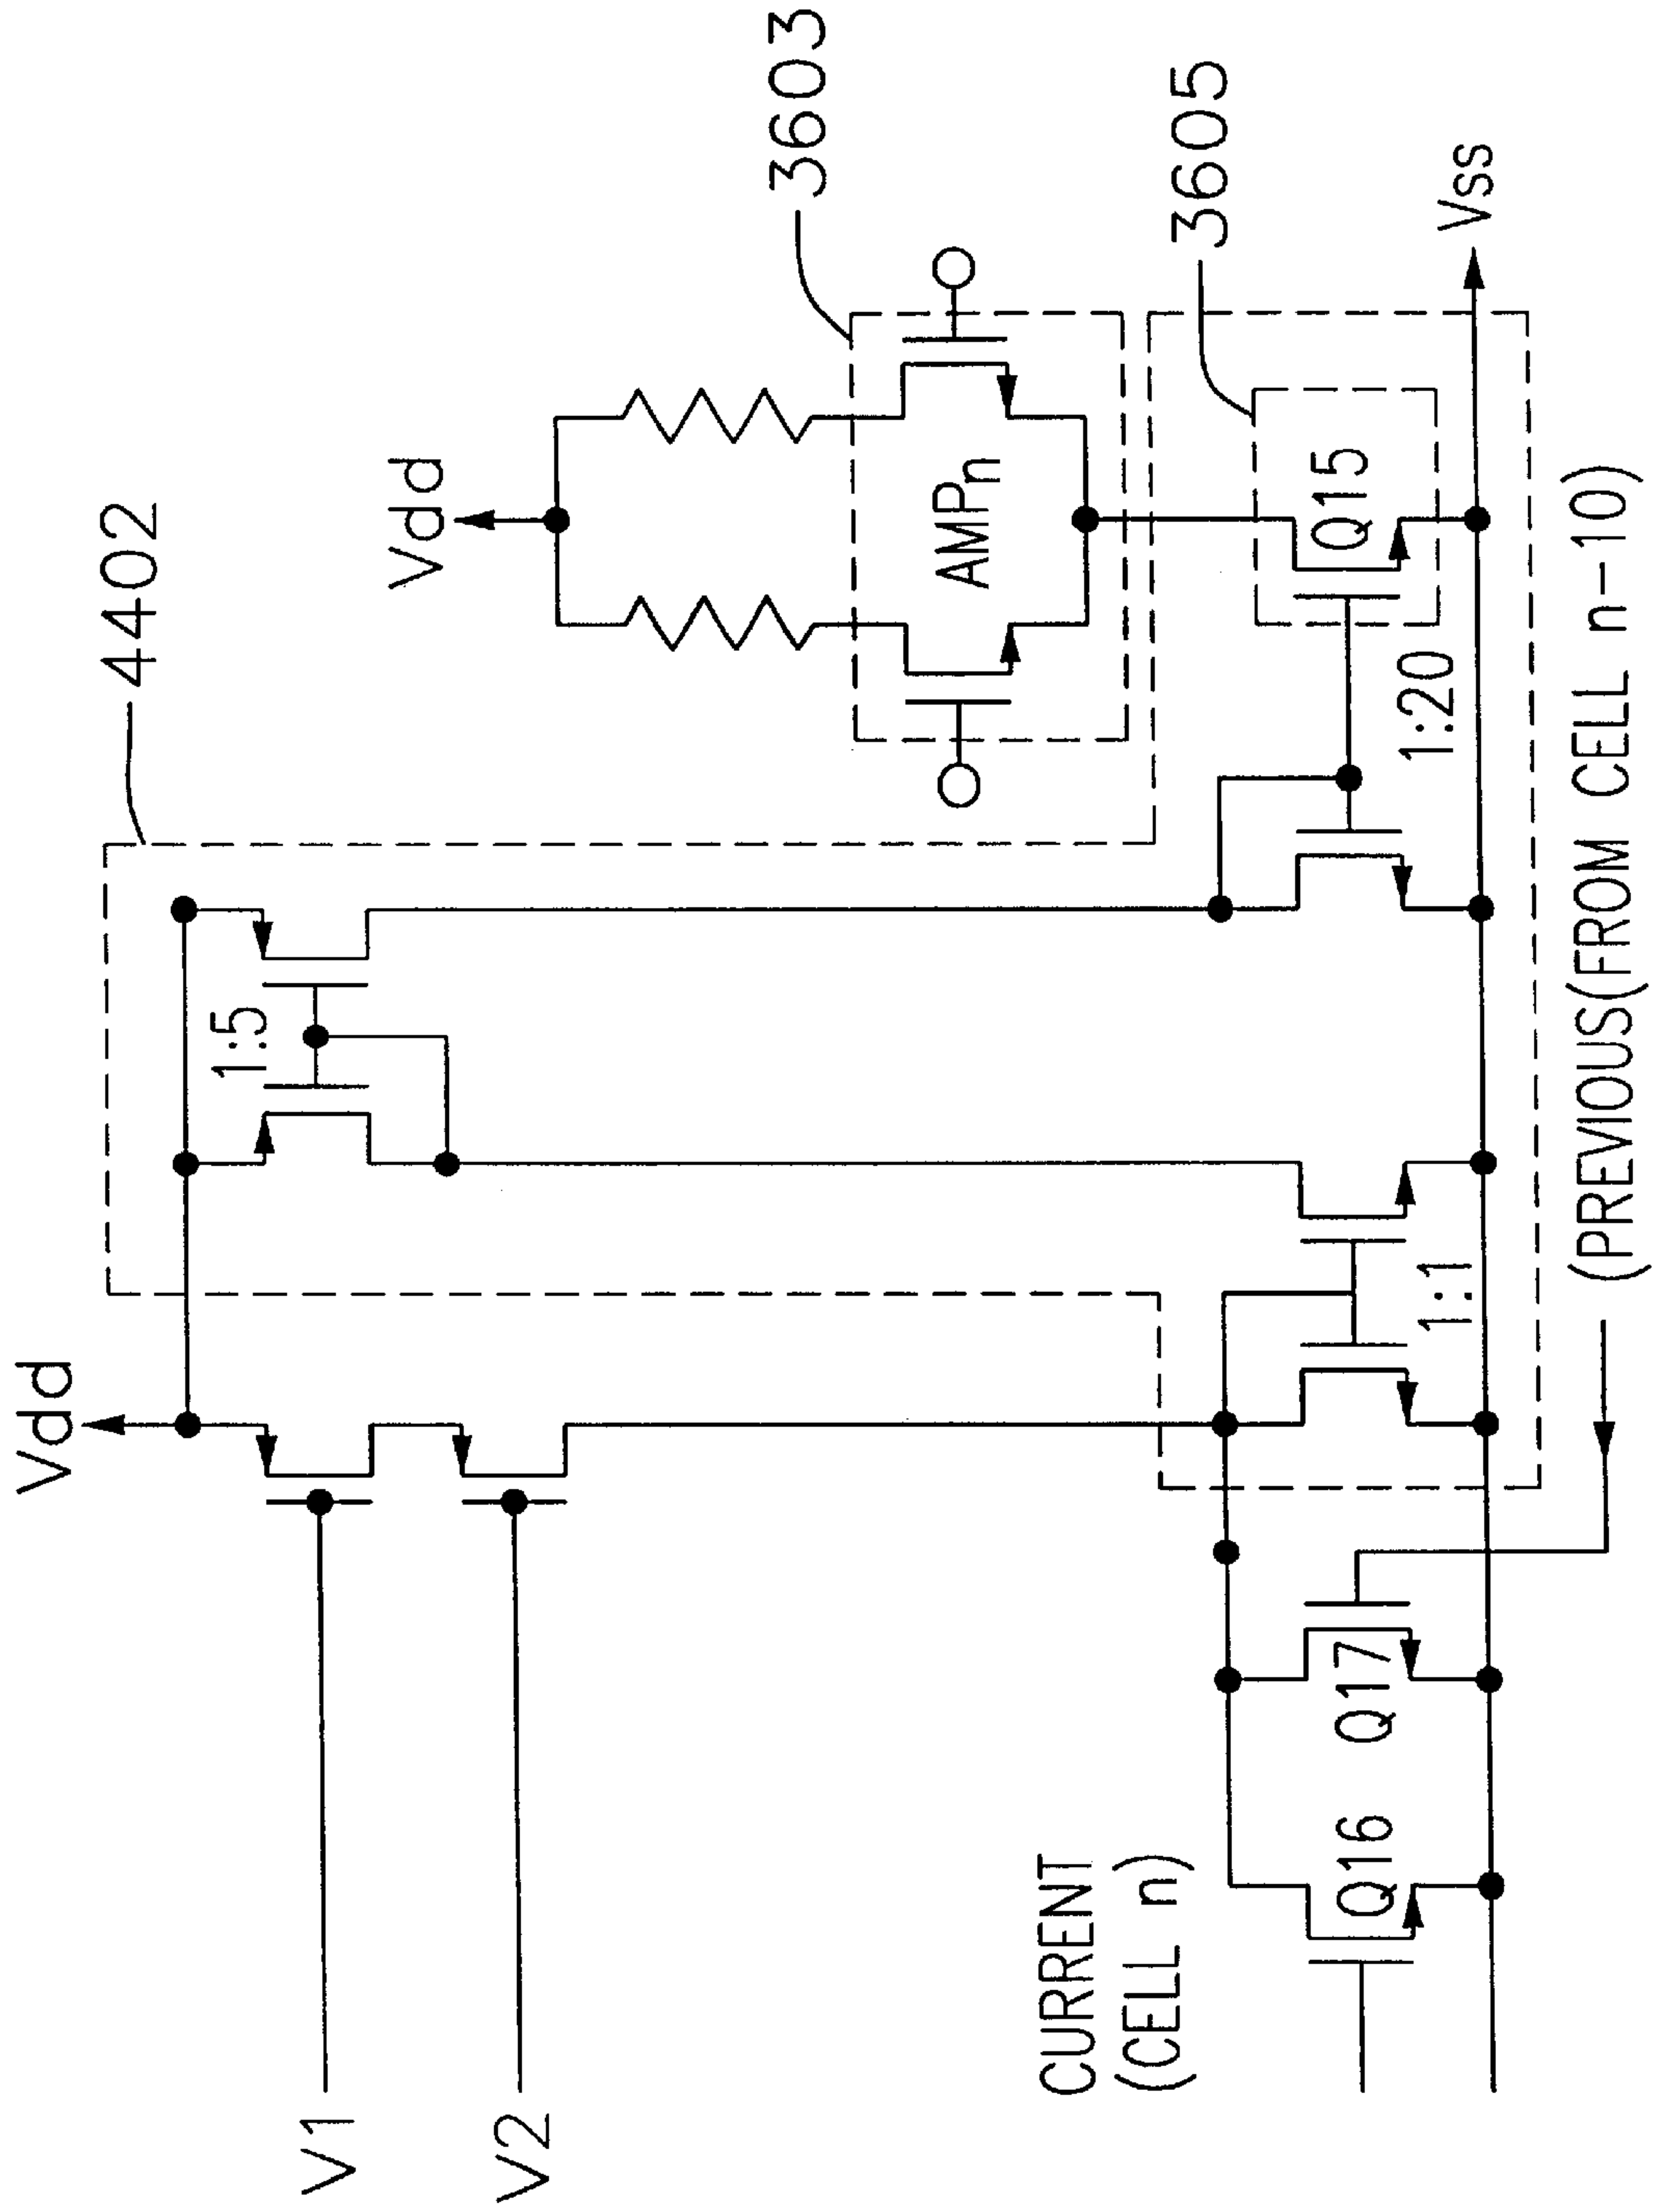 4402
Vdd
Vdd
3603
1:5
AMPn
V1
V2
3605
CURRENT
(CELL n)
Q16
Q17
1:1
1:20
Q15
Vss
(PREVIOUS(FROM CELL n-10)